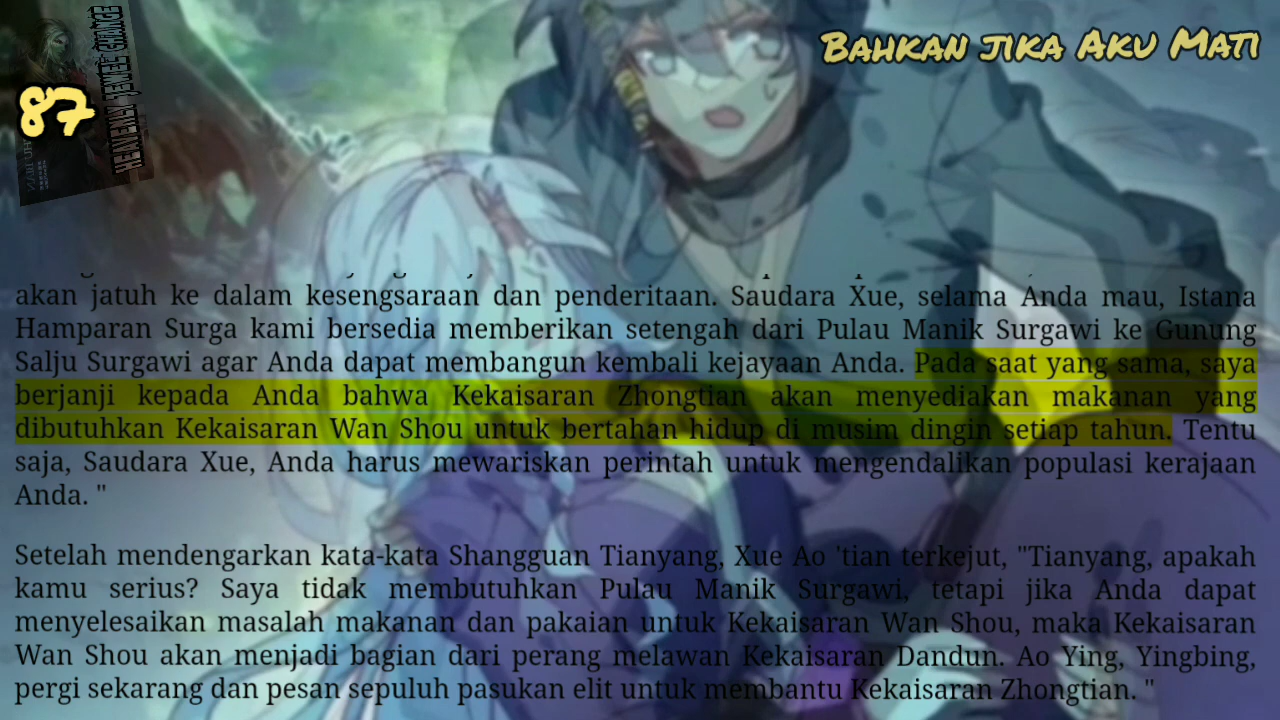 HEAVENLY JEWEL CHANGE
87
BAHKAN JIKA AKU MATI
akan jatuh ke dalam kesengsaraan dan penderitaan. Saudara Xue, selama Anda mau, Istana
Hamparan Surga kami bersedia memberikan setengah dari Pulau Manik Surgawi ke Gunung
Salju Surgawi agar Anda dapat membangun kembali kejayaan Anda. Pada saat yang sama, saya
berjanji kepada Anda bahwa Kekaisaran Zhongtian akan menyediakan makanan yang
dibutuhkan Kekaisaran Wan Shou untuk bertahan hidup di musim dingin setiap tahun. Tentu
saja, Saudara Xue, Anda harus mewariskan perintah untuk mengendalikan populasi kerajaan
Anda. "
Setelah mendengarkan kata-kata Shangguan Tianyang, Xue Ao 'tian terkejut, "Tianyang, apakah
kamu serius? Saya tidak membutuhkan Pulau Manik Surgawi, tetapi jika Anda dapat
menyelesaikan masalah makanan dan pakaian untuk Kekaisaran Wan Shou, maka Kekaisaran
Wan Shou akan menjadi bagian dari perang melawan Kekaisaran Dandun. Ao Ying, Yingbing,
pergi sekarang dan pesan sepuluh pasukan elit untuk membantu Kekaisaran Zhongtian. "